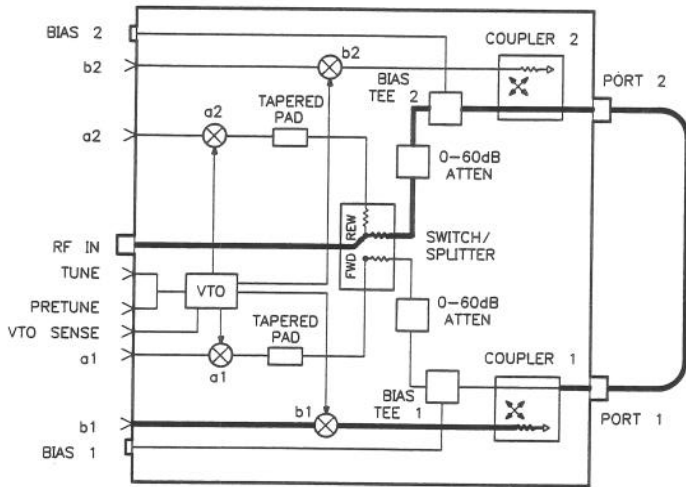 BIAS 2
b2
a2
RF IN
TUNE
PRETUNE
VTO SENSE
a1
b1
BIAS 1
b2
a2
TAPERED
PAD
BIAS
TEE 2
COUPLER 2
PORT 2
0-60dB
ATTEN
REW
FWD
SWITCH/
SPLITTER
VTO
TAPERED
PAD
a1
0-60dB
ATTEN
COUPLER 1
BIAS
TEE 1
b1
PORT 1